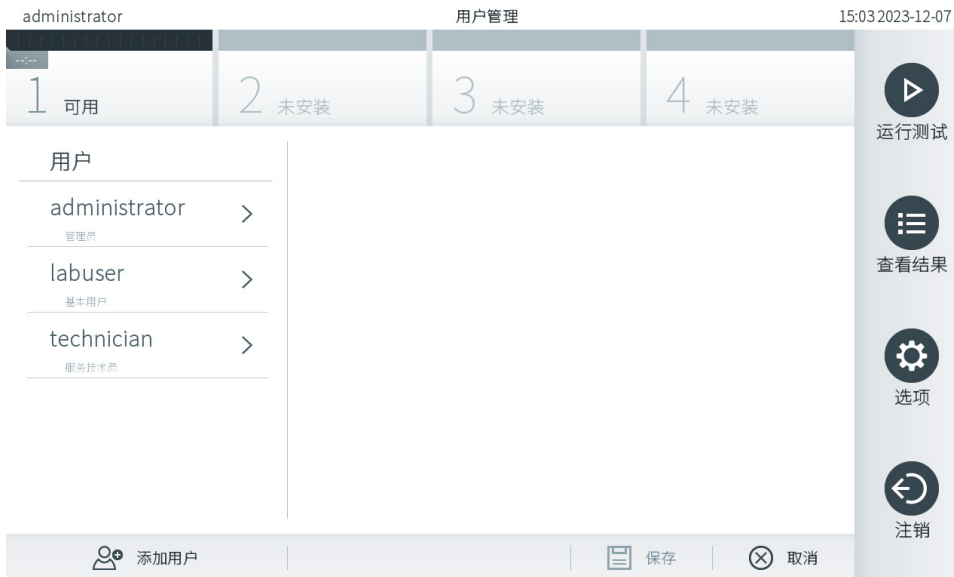 administrator
用户管理
15:03 2023-12-07
--:--
1 可用
2 未安装
3 未安装
4 未安装
用户
administrator
管理员
labuser
基本用户
technician
服务技术员
添加用户
保存
取消
运行测试
查看结果
选项
注销